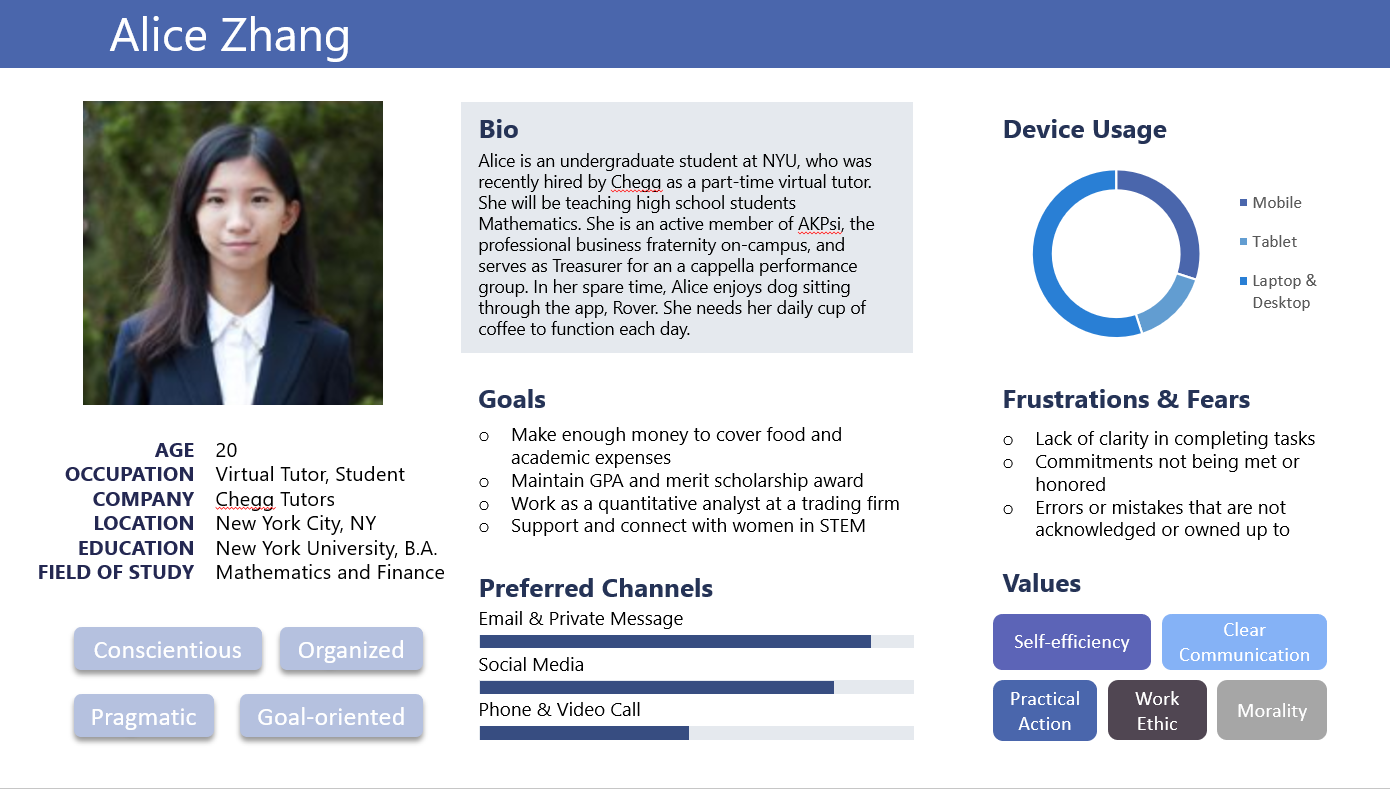 Alice Zhang
AGE 20
OCCUPATION Virtual Tutor, Student
COMPANY Chegg Tutors
LOCATION New York City, NY
EDUCATION New York University, B.A.
FIELD OF STUDY Mathematics and Finance
Conscientious Organized
Pragmatic Goal-oriented
Bio
Alice is an undergraduate student at NYU, who was
recently hired by Chegg as a part-time virtual tutor.
She will be teaching high school students
Mathematics. She is an active member of AKPsi, the
professional business fraternity on-campus, and
serves as Treasurer for an a cappella performance
group. In her spare time, Alice enjoys dog sitting
through the app, Rover. She needs her daily cup of
coffee to function each day.
Goals
o Make enough money to cover food and
academic expenses
o Maintain GPA and merit scholarship award
o Work as a quantitative analyst at a trading firm
o Support and connect with women in STEM
Preferred Channels
Email & Private Message
Social Media
Phone & Video Call
Device Usage
Mobile
Tablet
Laptop &
Desktop
Frustrations & Fears
o Lack of clarity in completing tasks
o Commitments not being met or
honored
o Errors or mistakes that are not
acknowledged or owned up to
Values
Self-efficiency
Clear
Communication
Practical
Action
Work
Ethic
Morality